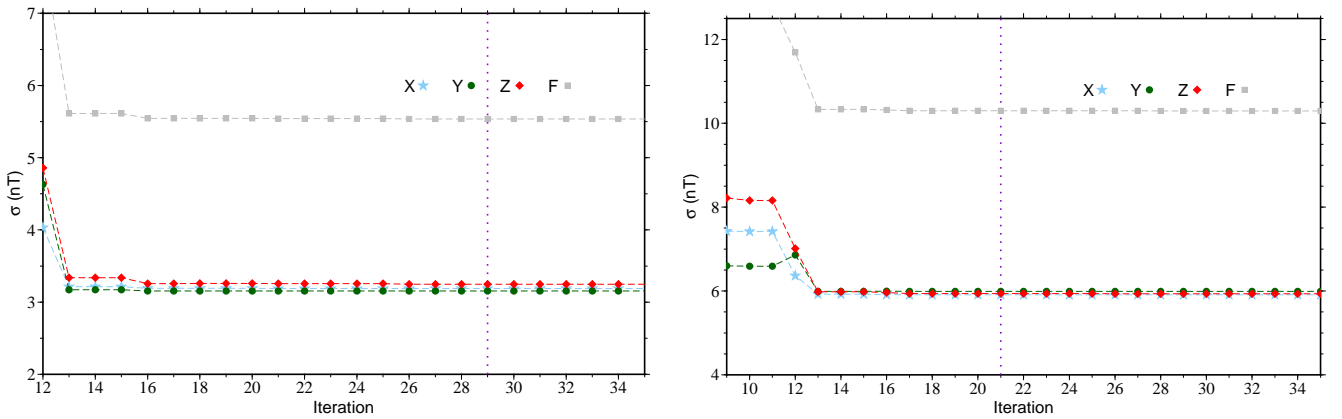 7
6
5
4
3
2
σ (nT)
X Y Z F
12 14 16 18 20 22 24 26 28 30 32 34
Iteration
12
10
8
6
4
σ (nT)
X Y Z F
10 12 14 16 18 20 22 24 26 28 30 32 34
Iteration